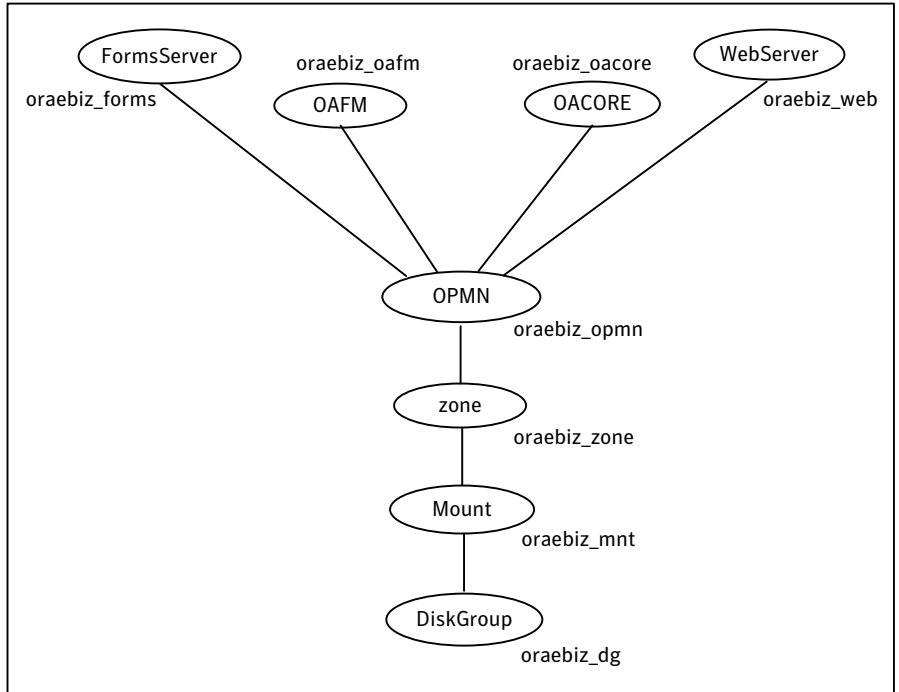 FormsServer
WebServer
oraebiz_oafm
oraebiz_oacore
oraebiz_forms
OAFM
OACORE
oraebiz_web
OPMN
oraebiz_opmn
zone
oraebiz_zone
Mount
oraebiz_mnt
DiskGroup
oraebiz_dg